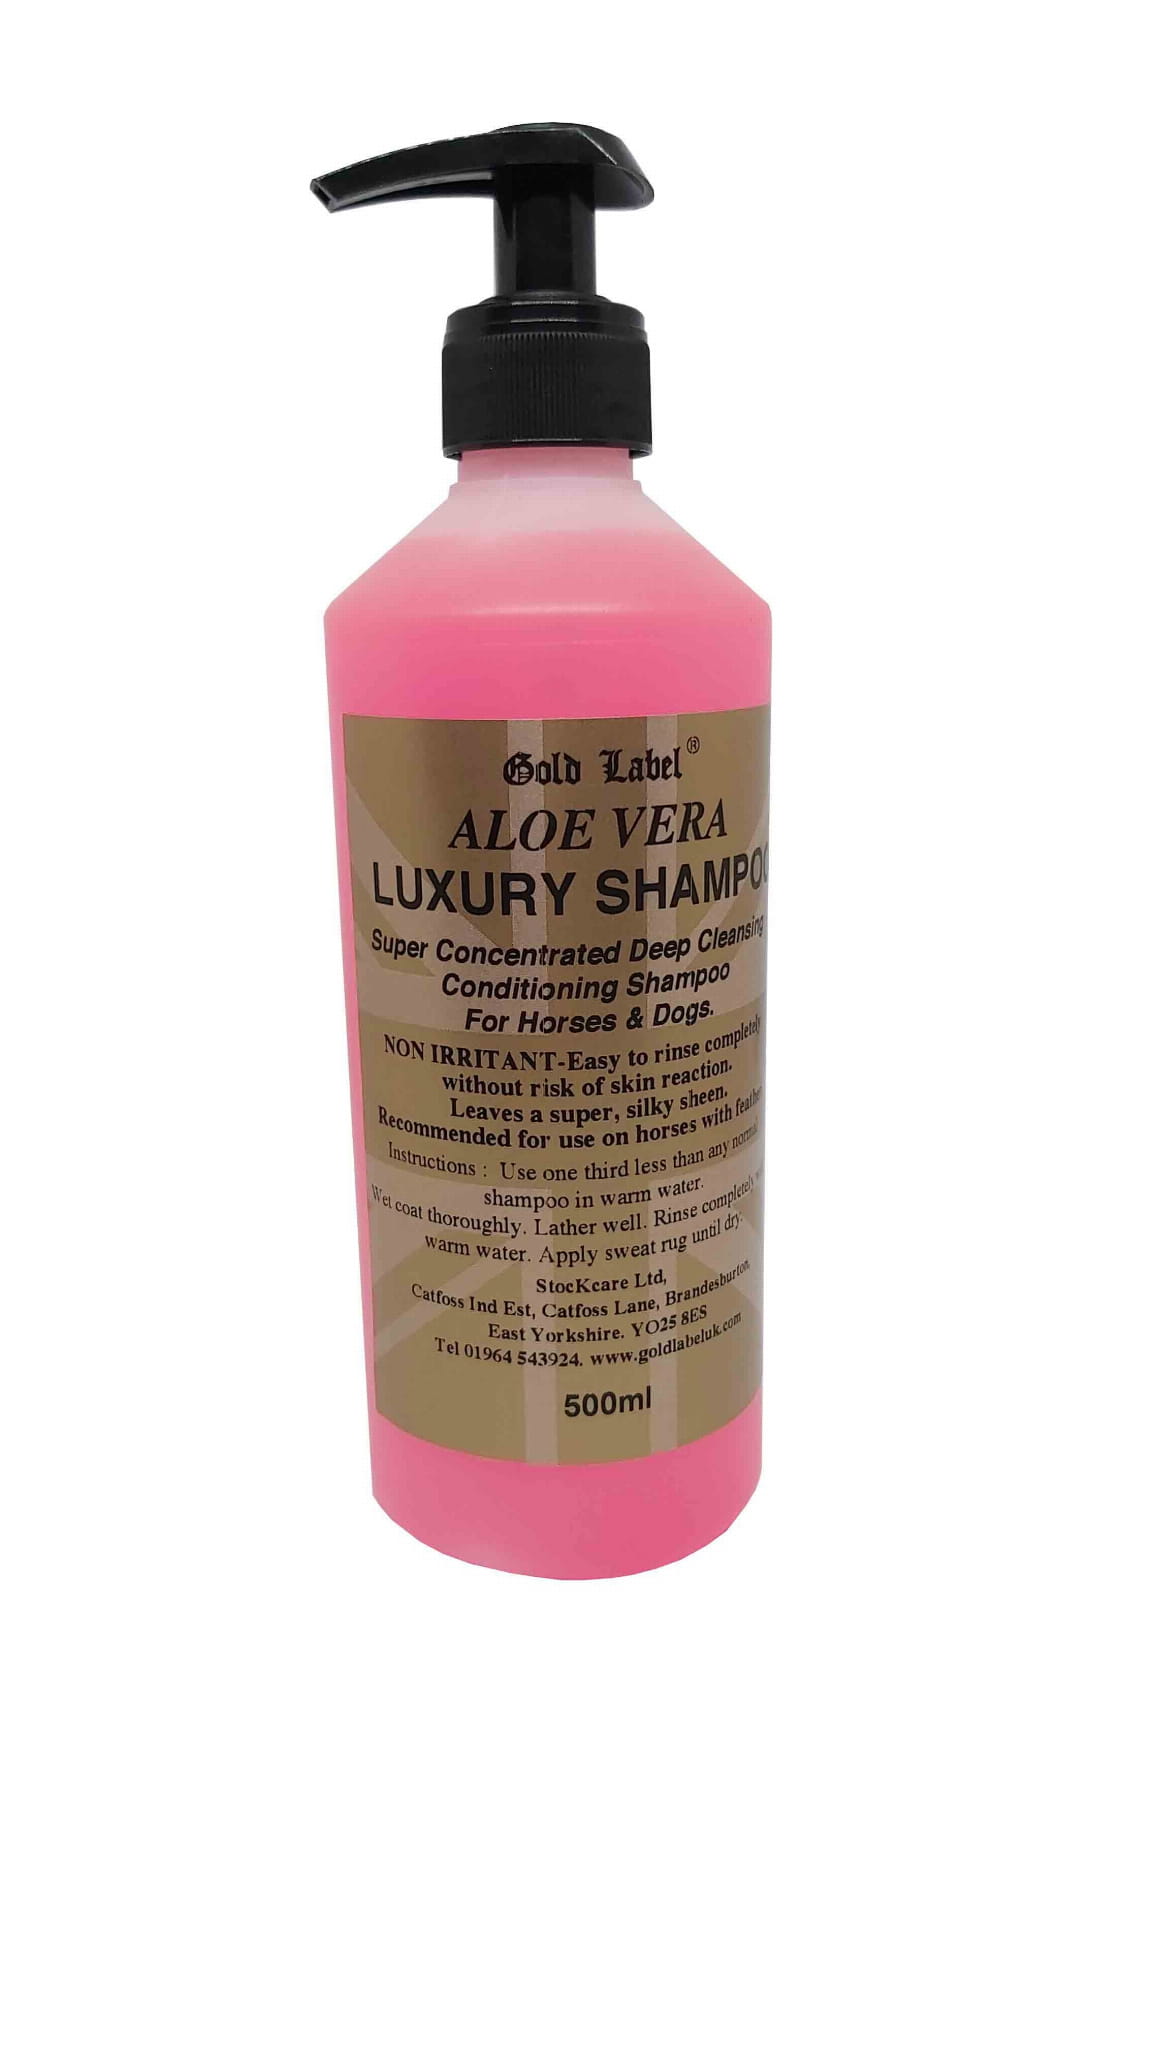 Gold Label®
ALOE VERA
LUXURY SHAMPOO
Super Concentrated Deep Cleansing
Conditioning Shampoo
For Horses & Dogs.
NON IRRITANT-Easy to rinse completely
without risk of skin reaction.
Leaves a super, silky sheen.
Recommended for use on horses with feather
Instructions : Use one third less than any normal
shampoo in warm water.
Wet coat thoroughly. Lather well. Rinse completely
warm water. Apply sweat rug until dry.
StocKcare Ltd,
Catfoss Ind Est, Catfoss Lane, Brandesburton,
East Yorkshire. YO25 8ES
Tel 01964 543924. www.goldlabeluk.com
500ml